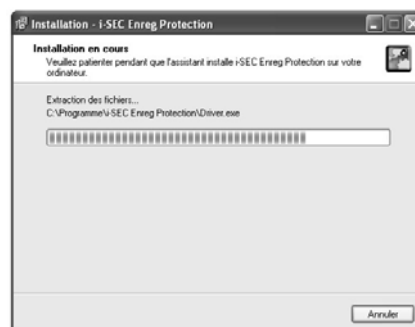 Installation - i-SEC Enreg Protection
Installation en cours
Veuillez patienter pendant que l'assistant installe i-SEC Enreg Protection sur votre
ordinateur.
Extraction des fichiers...
C:\Programme\i-SEC Enreg Protection\Driver.exe
Annuler